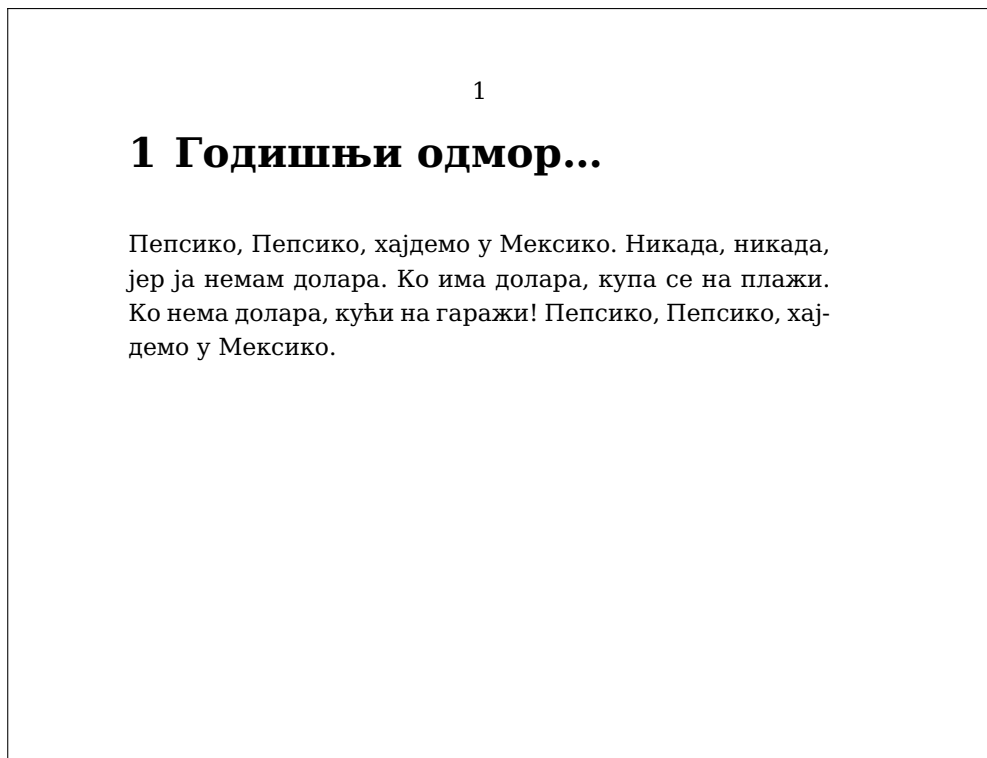 1
1 Годишњи одмор...
Пепсико, Пепсико, хајдемо у Мексико. Никада, никада,
јер ја немам долара. Ко има долара, купа се на плажи.
Ко нема долара, кући на гаражи! Пепсико, Пепсико, хај-
демо у Мексико.